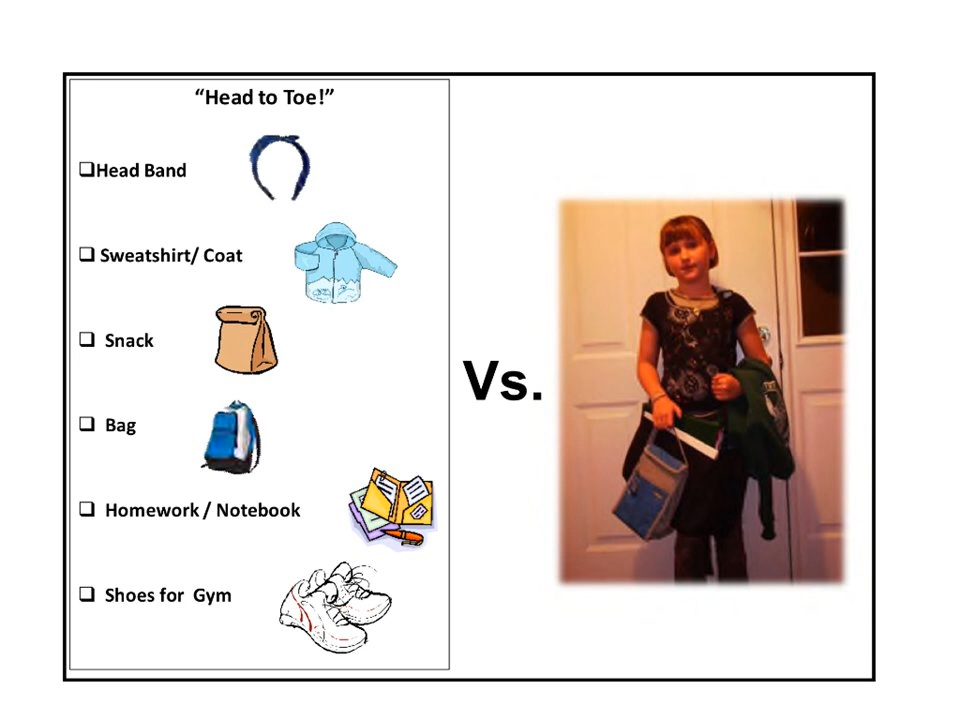 “Head to Toe!”
Head Band
Sweatshirt/ Coat
Snack
Bag
Homework / Notebook
Shoes for Gym
Vs.